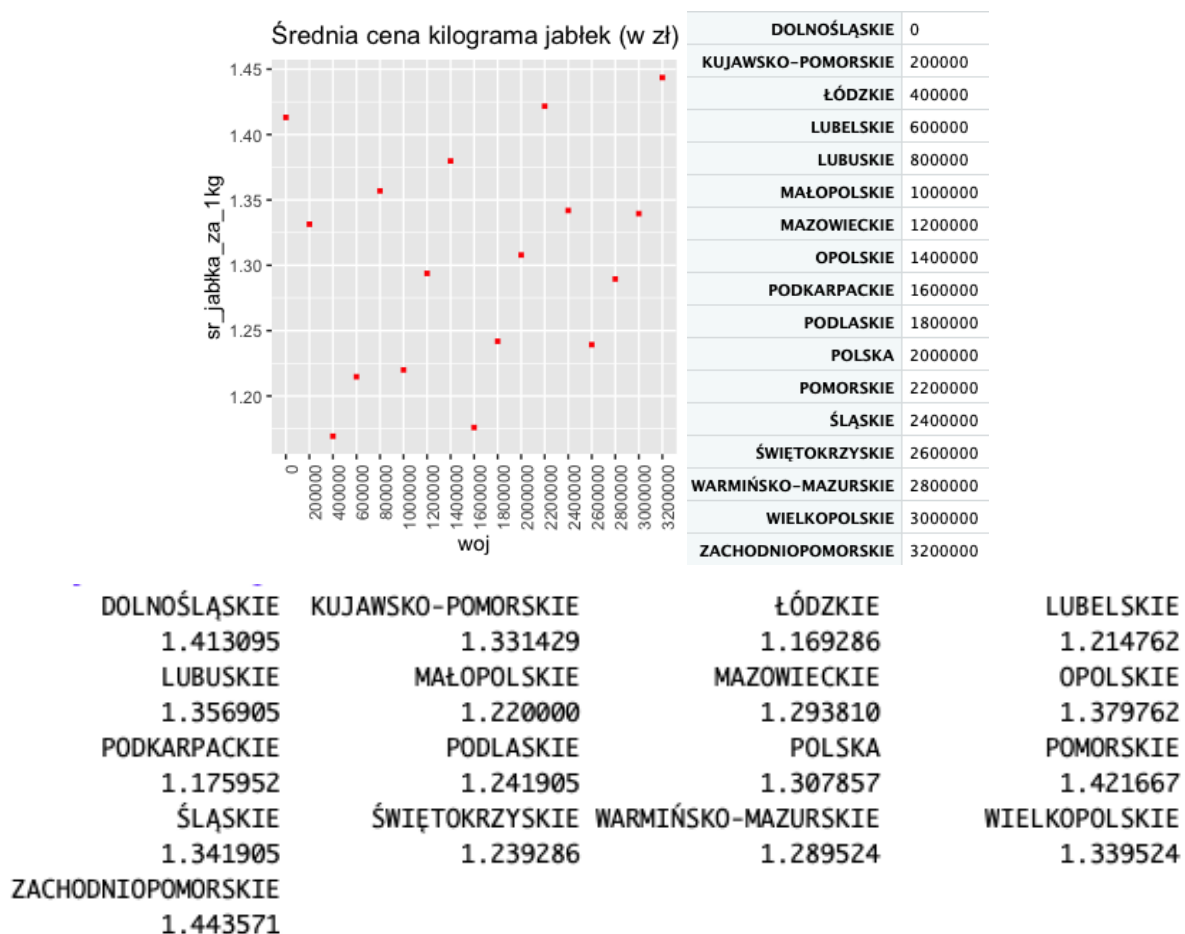 Średnia cena kilograma jabłek (w zł)
sr_jabłka_za_1kg
1.45
1.40
1.35
1.30
1.25
1.20
0
200000
400000
600000
800000
1000000
1200000
1400000
1600000
1800000
2000000
2200000
2400000
2600000
2800000
3000000
3200000
woj
DOLNOŚLĄSKIE 0
KUJAWSKO-POMORSKIE 200000
ŁÓDZKIE 400000
LUBELSKIE 600000
LUBUSKIE 800000
MAŁOPOLSKIE 1000000
MAZOWIECKIE 1200000
OPOLSKIE 1400000
PODKARPACKIE 1600000
PODLASKIE 1800000
POLSKA 2000000
POMORSKIE 2200000
ŚLĄSKIE 2400000
ŚWIĘTOKRZYSKIE 2600000
WARMIŃSKO-MAZURSKIE 2800000
WIELKOPOLSKIE 3000000
ZACHODNIOPOMORSKIE 3200000
DOLNOŚLĄSKIE KUJAWSKO-POMORSKIE ŁÓDZKIE LUBELSKIE
1.413095 1.331429 1.169286 1.214762
LUBUSKIE MAŁOPOLSKIE MAZOWIECKIE OPOLSKIE
1.356905 1.220000 1.293810 1.379762
PODKARPACKIE PODLASKIE POLSKA POMORSKIE
1.175952 1.241905 1.307857 1.421667
ŚLĄSKIE ŚWIĘTOKRZYSKIE WARMIŃSKO-MAZURSKIE WIELKOPOLSKIE
1.341905 1.239286 1.289524 1.339524
ZACHODNIOPOMORSKIE
1.443571